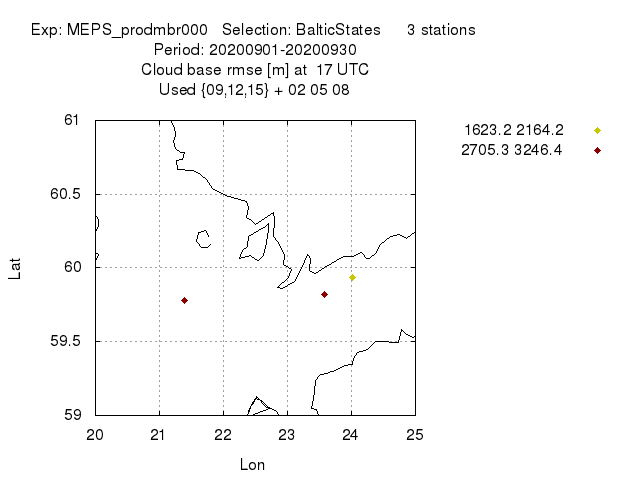 Exp: MEPS_prodmbr000   Selection: BalticStates      3 stations
Period: 20200901-20200930
Cloud base rmse [m] at  17 UTC
Used {09,12,15} + 02 05 08
1623.2 2164.2
2705.3 3246.4
61
60.5
60
59.5
59
Lat
20 21 22 23 24 25
Lon